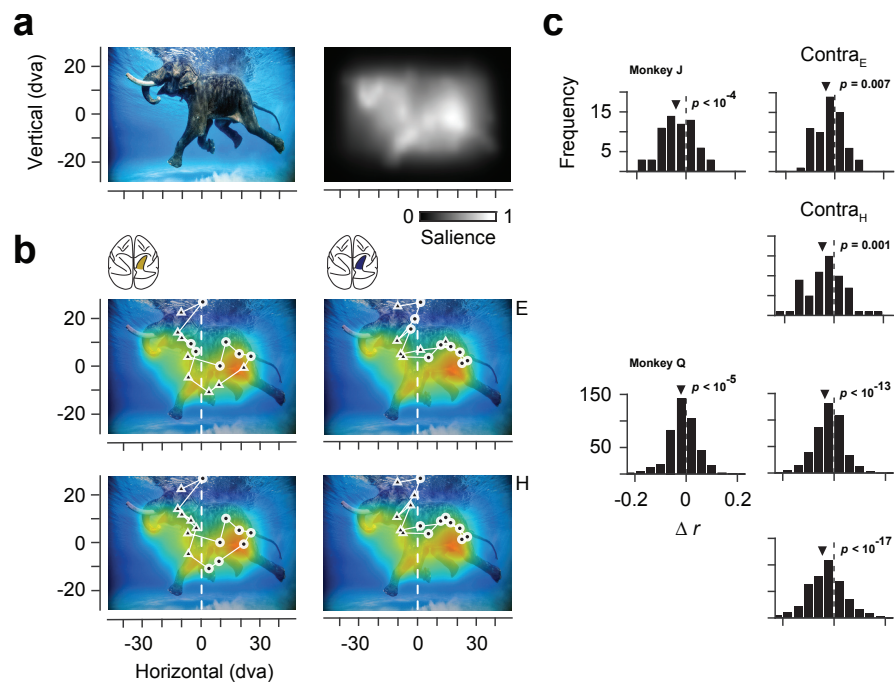 a
Vertical (dva)
20
0
-20
0
1
Salience
b
E
20
0
-20
H
20
0
-20
-30
0
30
-30
0
30
Horizontal (dva)
c
Frequency
Monkey J
p < 10-4
15
5
ContraE
p = 0.007
ContraH
p = 0.001
Monkey Q
p < 10-5
150
50
-0.2
0
0.2
Δ r
p < 10-13
p < 10-17